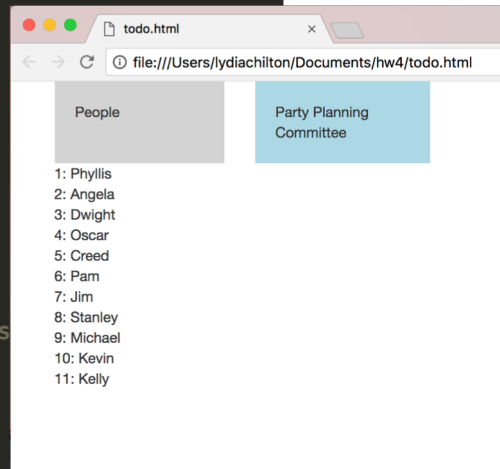 todo.html
file:///Users/lydiachilton/Documents/hw4/todo.html
People
Party Planning
Committee
1: Phyllis
2: Angela
3: Dwight
4: Oscar
5: Creed
6: Pam
7: Jim
8: Stanley
9: Michael
10: Kevin
11: Kelly